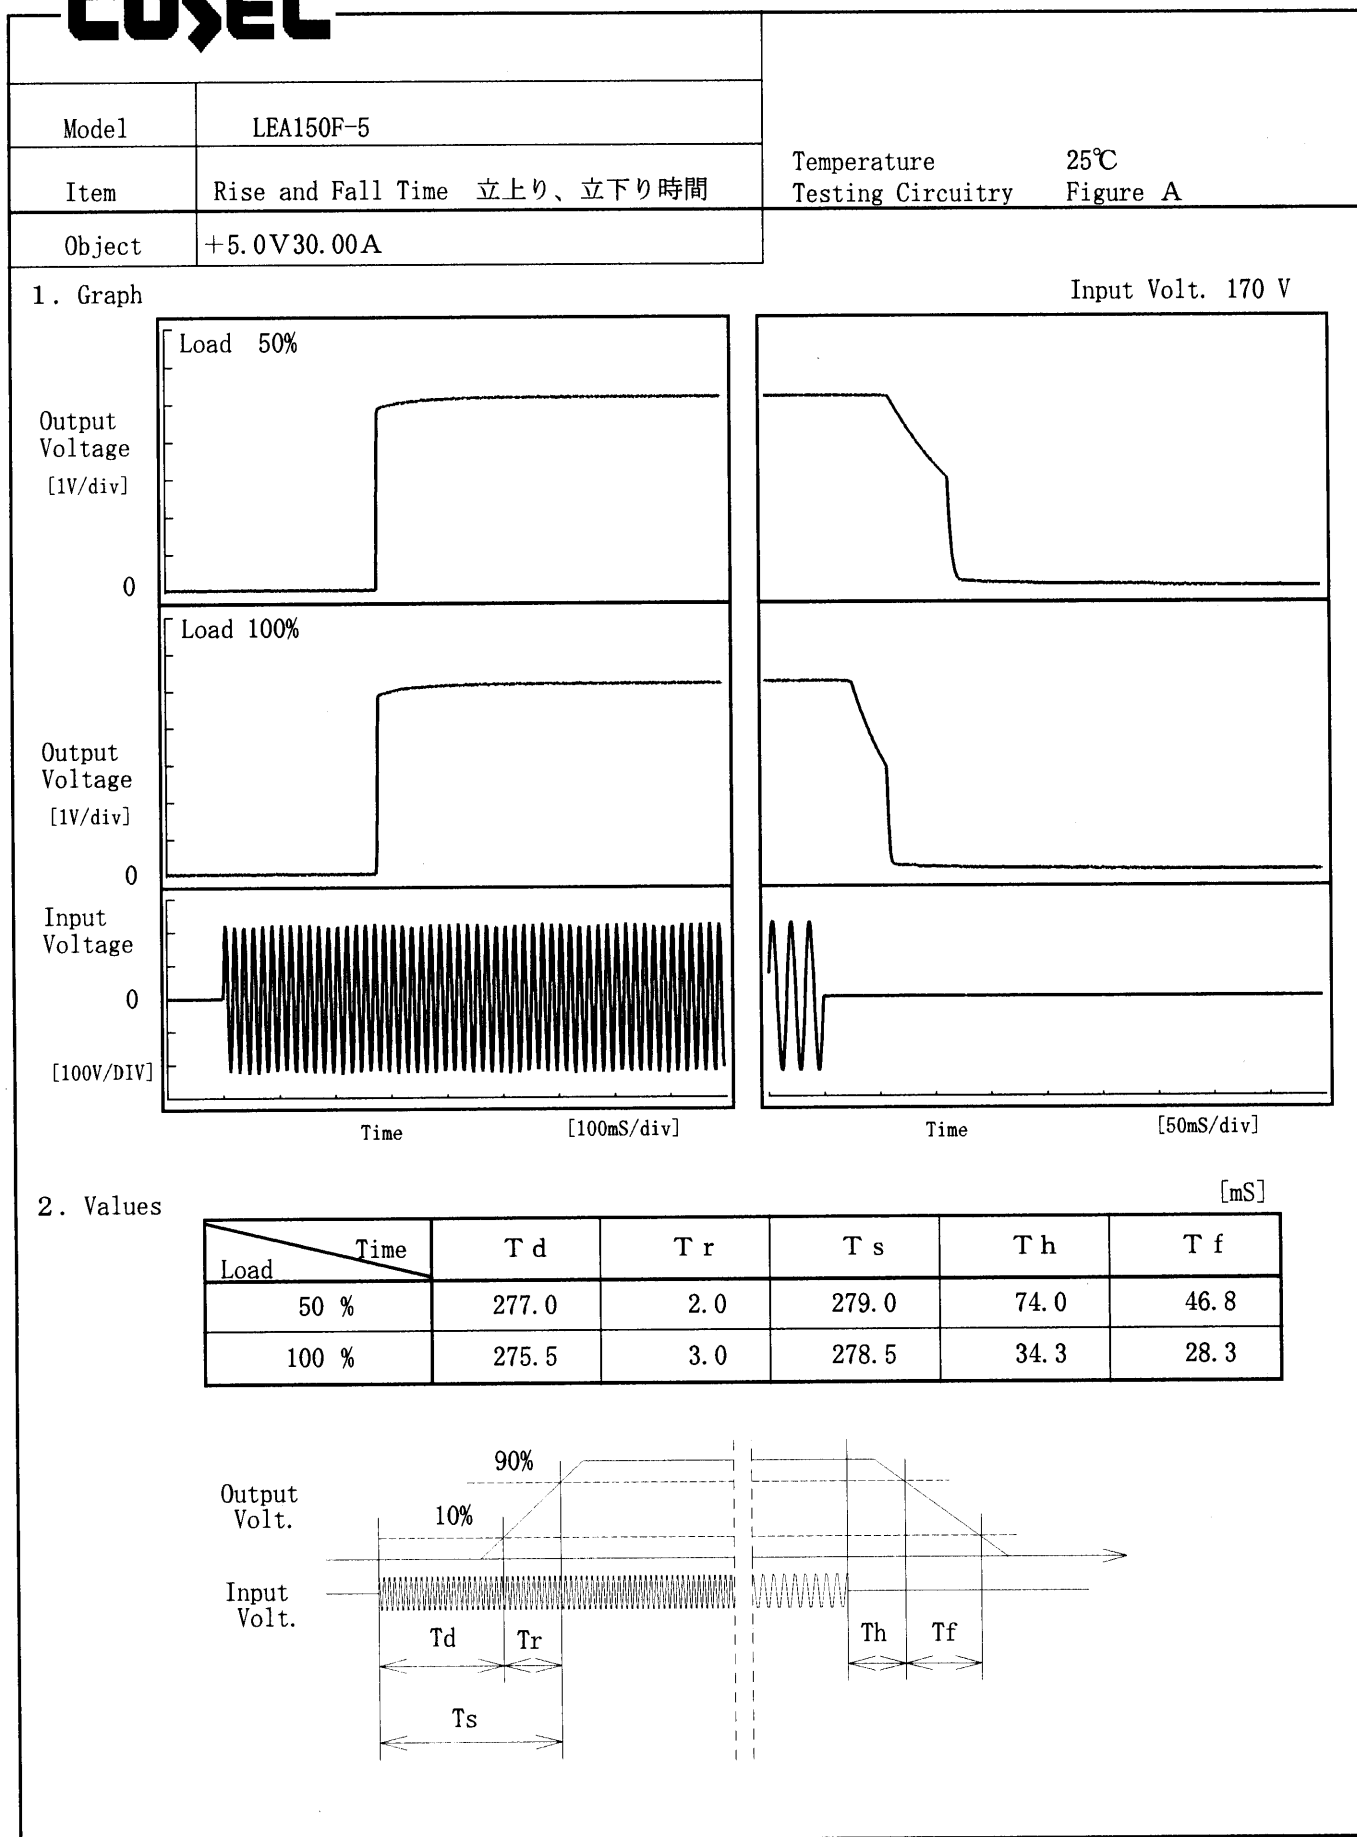 COSEL
Model LEA150F-5
Item Rise and Fall Time 立上り、立下り時間
Object +5.0V30.00A
Temperature 25℃
Testing Circuitry Figure A
1. Graph
Input Volt. 170 V
Load 50%
Output
Voltage
[1V/div]
0
Load 100%
Output
Voltage
[1V/div]
0
Input
Voltage
0
[100V/DIV]
Time [100mS/div]
Time [50mS/div]
2. Values
[mS]
Time
Load
Td Tr Ts Th Tf
50 % 277.0 2.0 279.0 74.0 46.8
100 % 275.5 3.0 278.5 34.3 28.3
90%
Output
Volt.
10%
Input
Volt.
Td Tr Th Tf
Ts